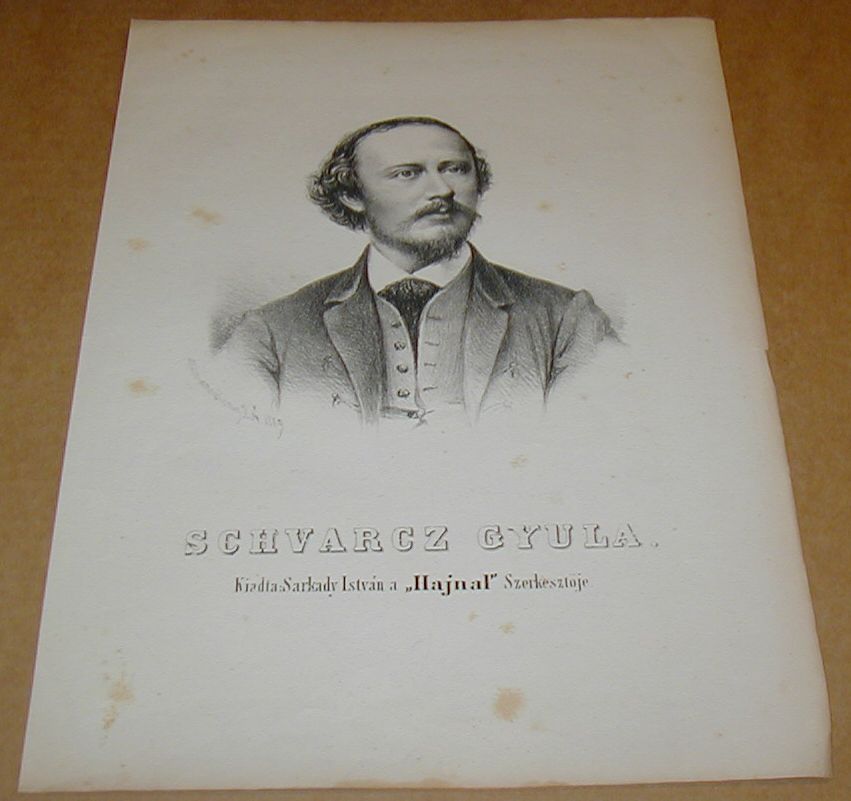 SCHVARCZ GYULA.
Kiadta: Sarkady István a „Hajnal” Szerkesztője